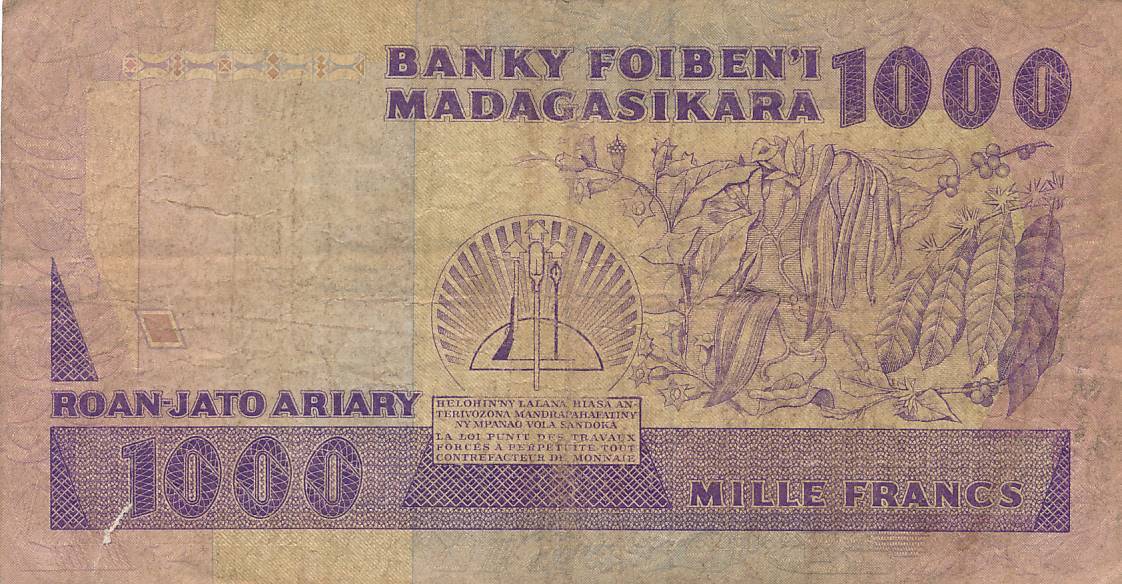 BANKY FOIBEN'I
MADAGASIKARA
1000
ROAN-JATO ARIARY
HELOHIN'NY LALANA HIASA AN-
TERIVOZONA MANDRAPAHAFATINY
NY MPANAO VOLA SANDOKA
LA LOI PUNIT DES TRAVAUX
FORCÉS À PERPÉTUITÉ TOUT
CONTREFACTEUR DE MONNAIE
1000
MILLE FRANCS